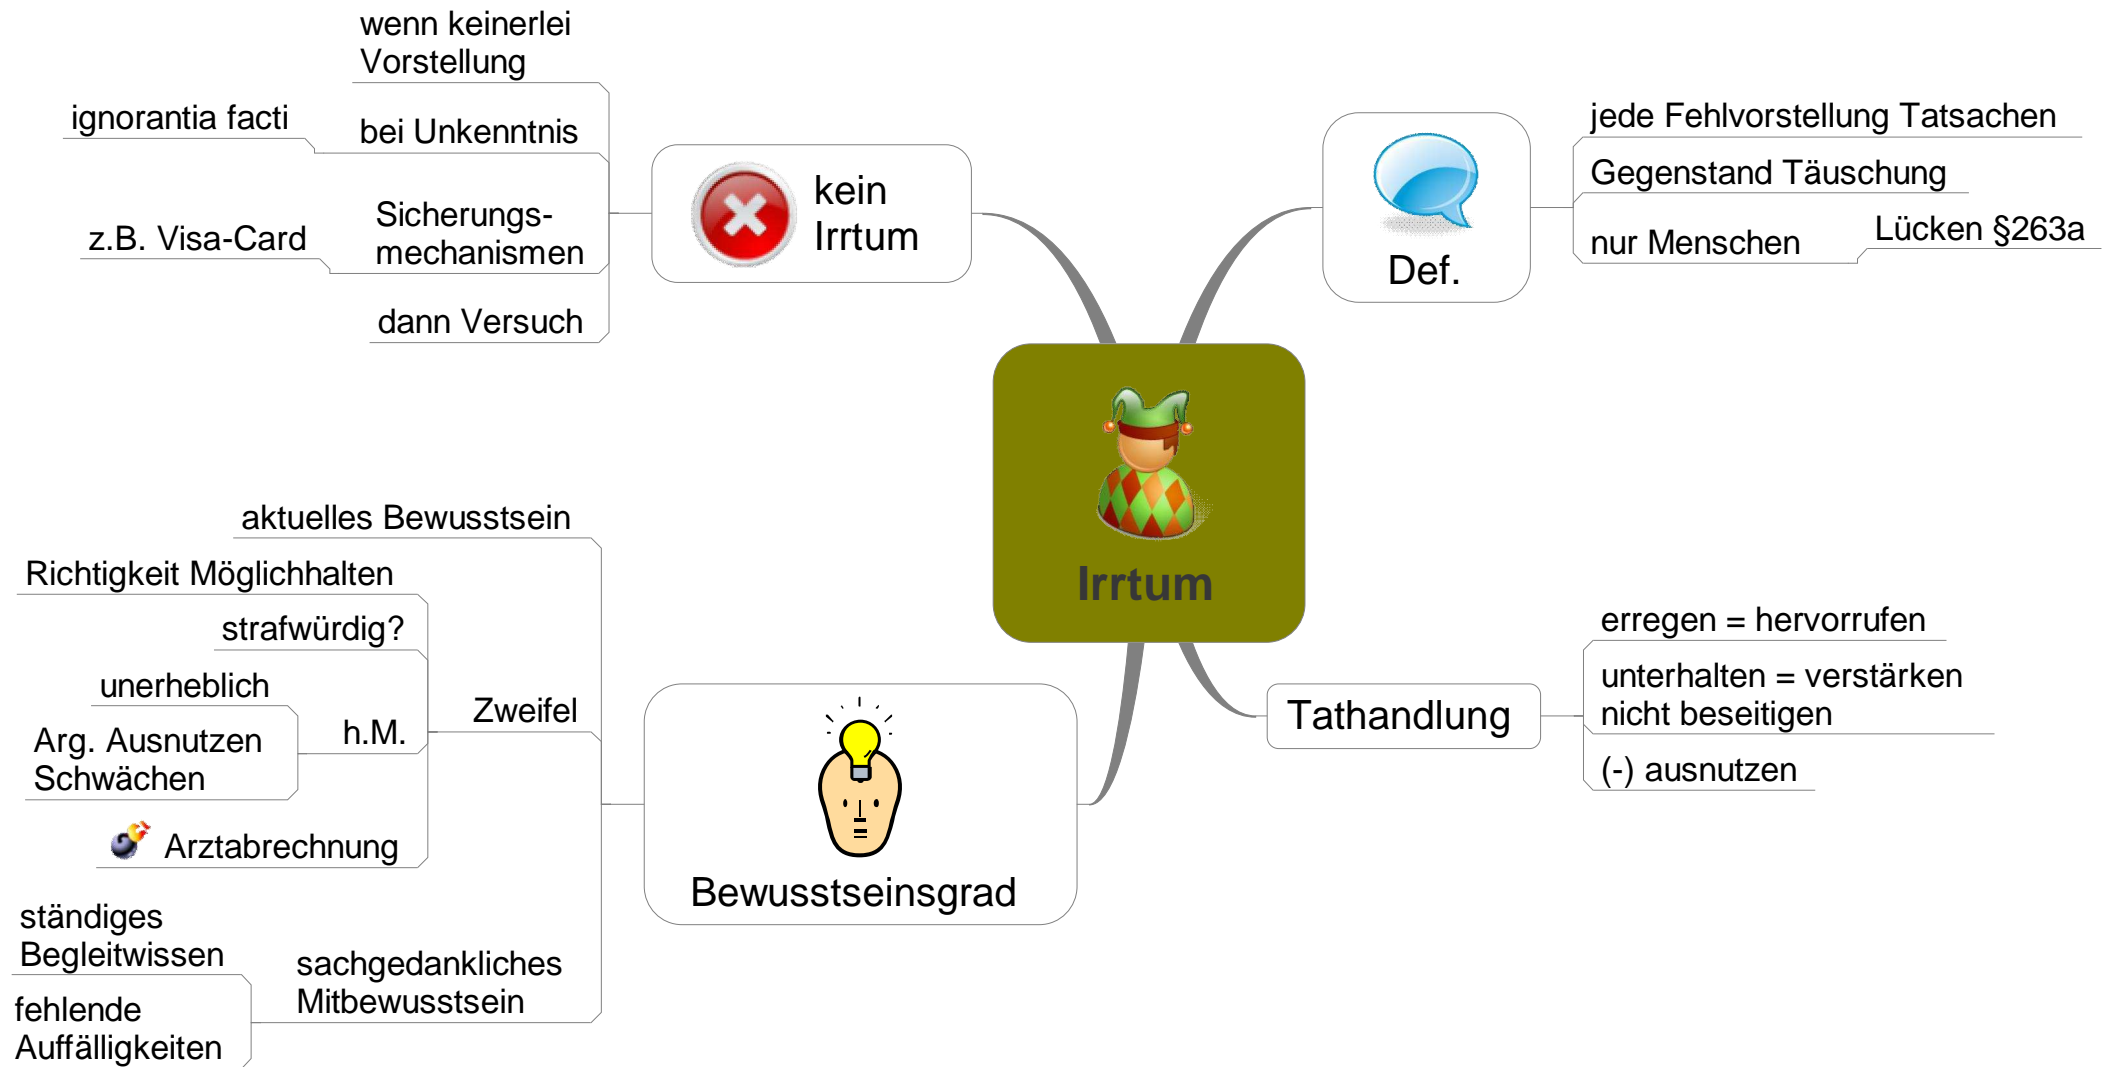 wenn keinerlei
Vorstellung
ignorantia facti
bei Unkenntnis
z.B. Visa-Card
Sicherungs-
mechanismen
dann Versuch
kein
Irrtum
Def.
jede Fehlvorstellung Tatsachen
Gegenstand Täuschung
nur Menschen
Lücken §263a
Irrtum
aktuelles Bewusstsein
Richtigkeit Möglichhalten
strafwürdig?
unerheblich
Arg. Ausnutzen
Schwächen
h.M.
Zweifel
Arztabrechnung
ständiges
Begleitwissen
fehlende
Auffälligkeiten
sachgedankliches
Mitbewusstsein
Bewusstseinsgrad
Tathandlung
erregen = hervorrufen
unterhalten = verstärken
nicht beseitigen
(-) ausnutzen